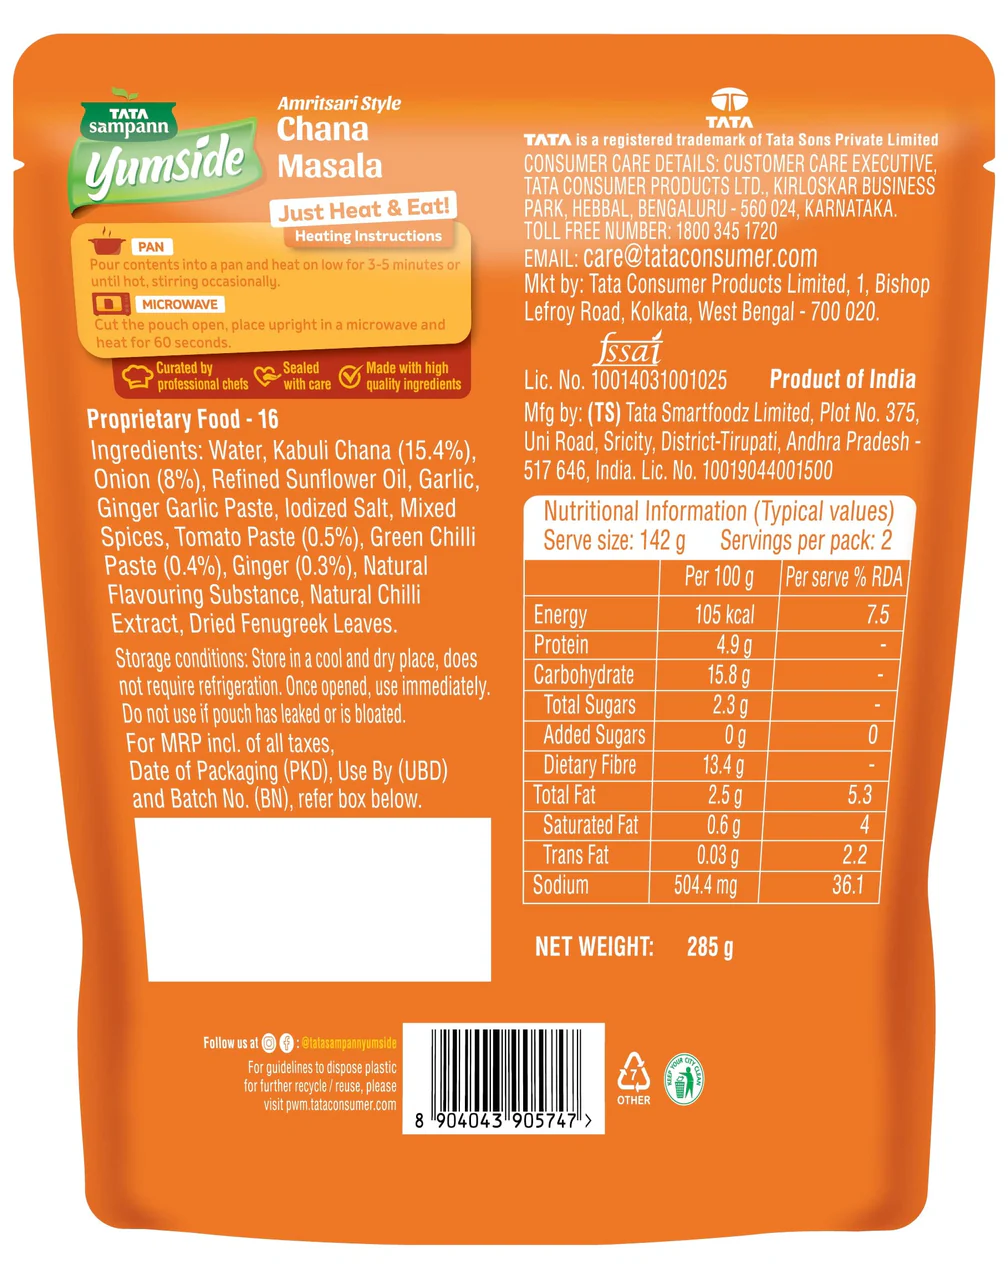 TATA
sampann
Yumside
Amritsari Style
Chana
Masala
Just Heat & Eat!
Heating Instructions
PAN
Pour contents into a pan and heat on low for 3-5 minutes or
until hot, stirring occasionally.
MICROWAVE
Cut the pouch open, place upright in a microwave and
heat for 60 seconds.
Curated by
professional chefs
Sealed
with care
Made with high
quality ingredients
Proprietary Food - 16
Ingredients: Water, Kabuli Chana (15.4%),
Onion (8%), Refined Sunflower Oil, Garlic,
Ginger Garlic Paste, Iodized Salt, Mixed
Spices, Tomato Paste (0.5%), Green Chilli
Paste (0.4%), Ginger (0.3%), Natural
Flavouring Substance, Natural Chilli
Extract, Dried Fenugreek Leaves.
Storage conditions: Store in a cool and dry place, does
not require refrigeration. Once opened, use immediately.
Do not use if pouch has leaked or is bloated.
For MRP incl. of all taxes,
Date of Packaging (PKD), Use By (UBD)
and Batch No. (BN), refer box below.
TATA
TATA is a registered trademark of Tata Sons Private Limited
CONSUMER CARE DETAILS: CUSTOMER CARE EXECUTIVE,
TATA CONSUMER PRODUCTS LTD., KIRLOSKAR BUSINESS
PARK, HEBBAL, BENGALURU - 560 024, KARNATAKA.
TOLL FREE NUMBER: 1800 345 1720
EMAIL: care@tataconsumer.com
Mkt by: Tata Consumer Products Limited, 1, Bishop
Lefroy Road, Kolkata, West Bengal - 700 020.
fssai
Lic. No. 10014031001025 Product of India
Mfg by: (TS) Tata Smartfoodz Limited, Plot No. 375,
Uni Road, Sricity, District-Tirupati, Andhra Pradesh -
517 646, India. Lic. No. 10019044001500
Nutritional Information (Typical values)
Serve size: 142 g Servings per pack: 2
Per 100 g Per serve % RDA
Energy 105 kcal 7.5
Protein 4.9 g -
Carbohydrate 15.8 g -
Total Sugars 2.3 g -
Added Sugars 0 g 0
Dietary Fibre 13.4 g -
Total Fat 2.5 g 5.3
Saturated Fat 0.6 g 4
Trans Fat 0.03 g 2.2
Sodium 504.4 mg 36.1
NET WEIGHT: 285 g
Follow us at : @tatasampannyumside
For guidelines to dispose plastic
for further recycle / reuse, please
visit pwm.tataconsumer.com
8 904043 905747 >
7
OTHER
KEEP YOUR CITY CLEAN